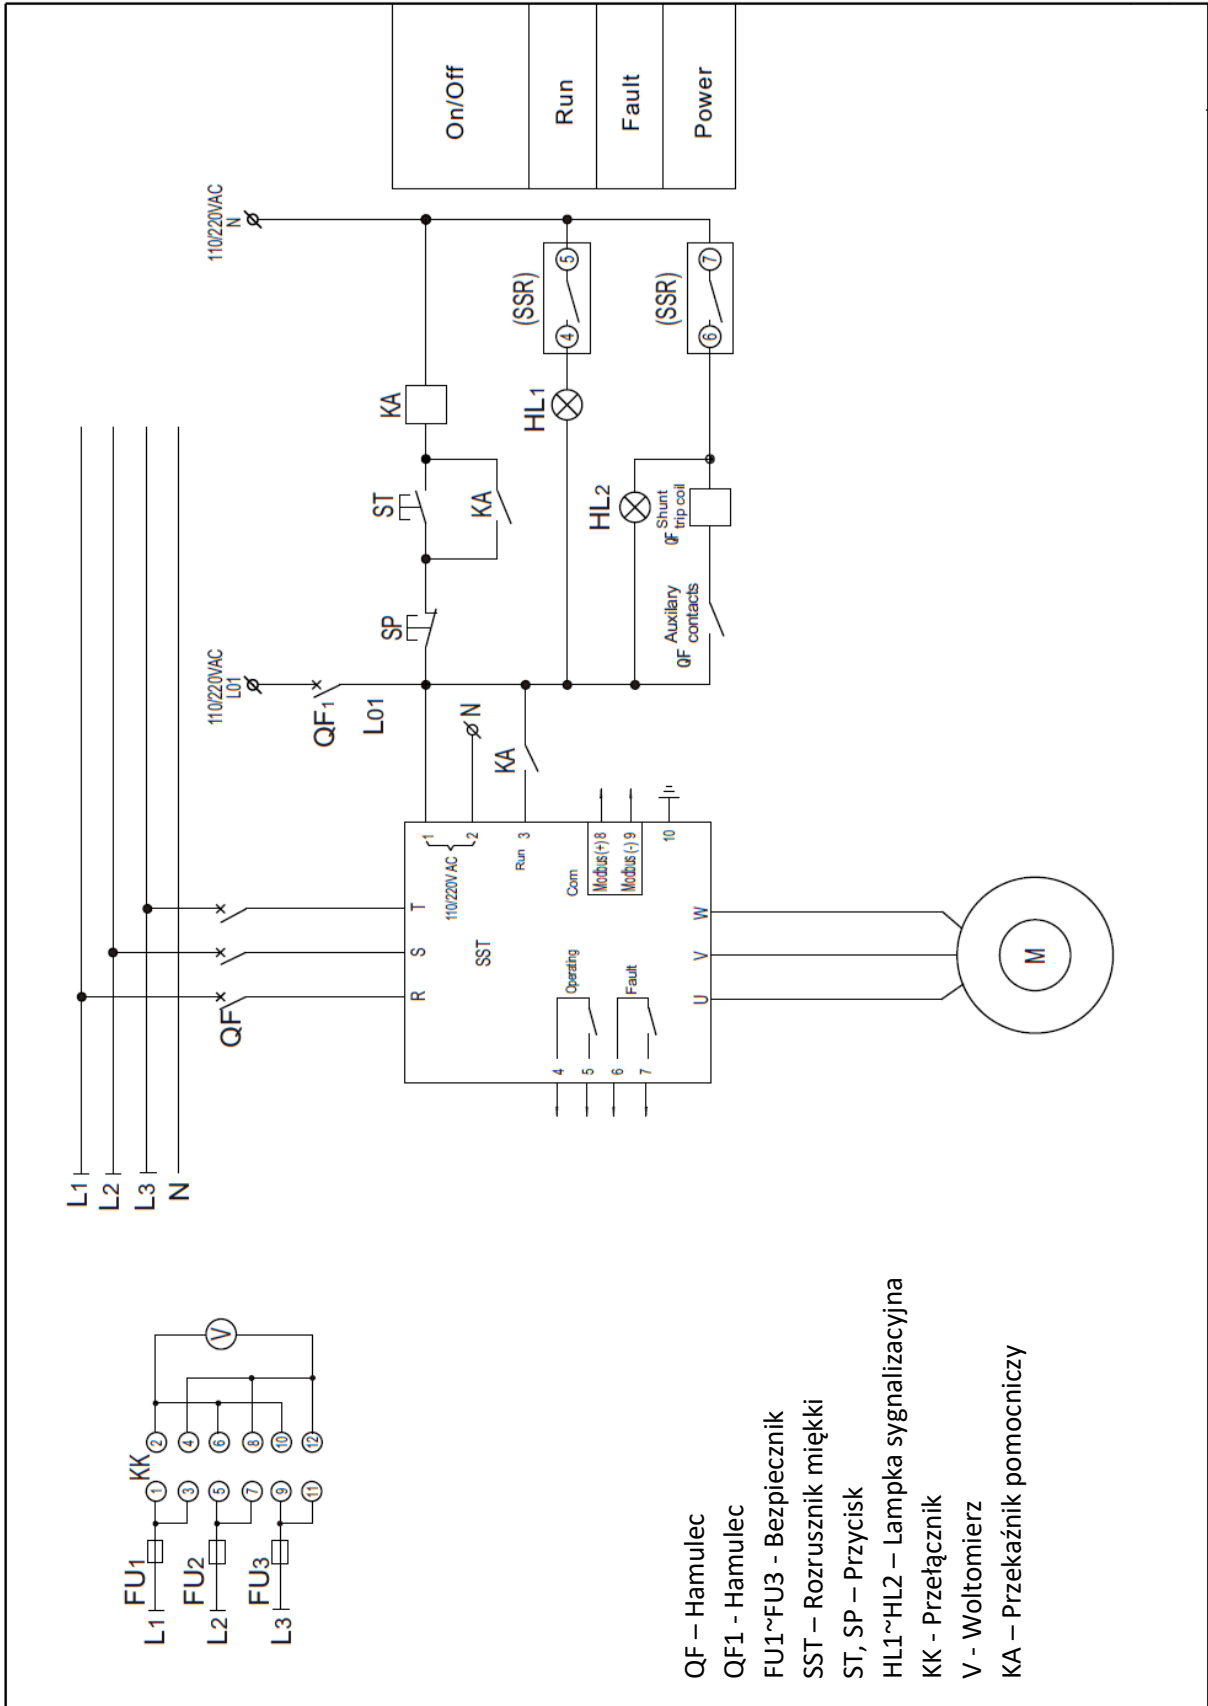 FU1
FU2
FU3
L1
L2
L3
KK
1
3
5
7
9
11
2
4
6
8
10
12
V
L1
L2
L3
N
QF
R
S
T
SST
110/220V AC
1
2
Run 3
Com
Modbus(+) 8
Modbus(-) 9
10
Operating
Fault
4
5
6
7
U
V
W
M
110/220VAC
L01
QF1
L01
N
KA
SP
ST
KA
KA
110/220VAC
N
HL1
(SSR)
4
5
HL2
QF Auxilary
contacts
QF Shunt
trip coil
(SSR)
6
7
On/Off
Run
Fault
Power
QF – Hamulec
QF1 - Hamulec
FU1~FU3 - Bezpiecznik
SST – Rozrusznik miękki
ST, SP – Przycisk
HL1~HL2 – Lampka sygnalizacyjna
KK - Przełącznik
V - Woltomierz
KA – Przekaźnik pomocniczy